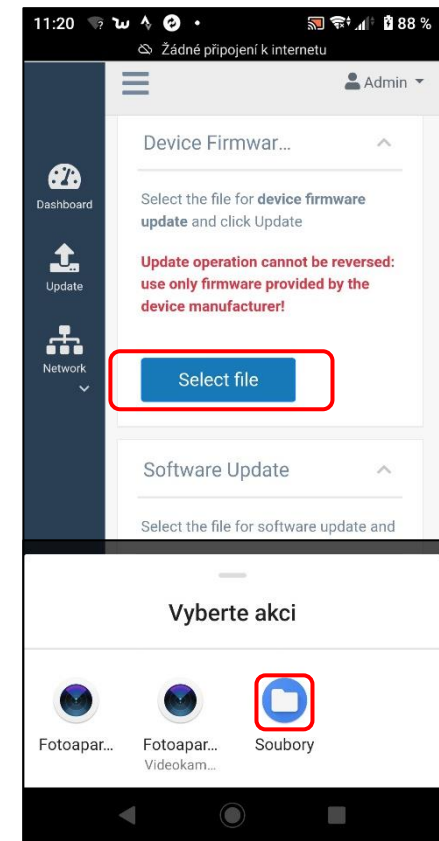 11:20
88 %
Žádné připojení k internetu
Admin
Device Firmwar...
Dashboard
Select the file for device firmware
update and click Update
Update operation cannot be reversed:
use only firmware provided by the
device manufacturer!
Update
Network
Select file
Software Update
Select the file for software update and
Vyberte akci
Fotoapar...
Fotoapar...
Soubory
Videokam...